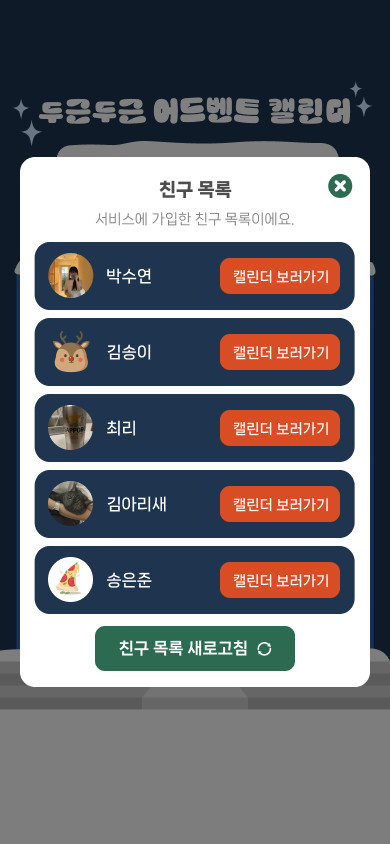 두근두근 어드벤트 캘린더
친구 목록
서비스에 가입한 친구 목록이에요.
박수연
캘린더 보러가기
김송이
캘린더 보러가기
최리
캘린더 보러가기
김아리새
캘린더 보러가기
송은준
캘린더 보러가기
친구 목록 새로고침